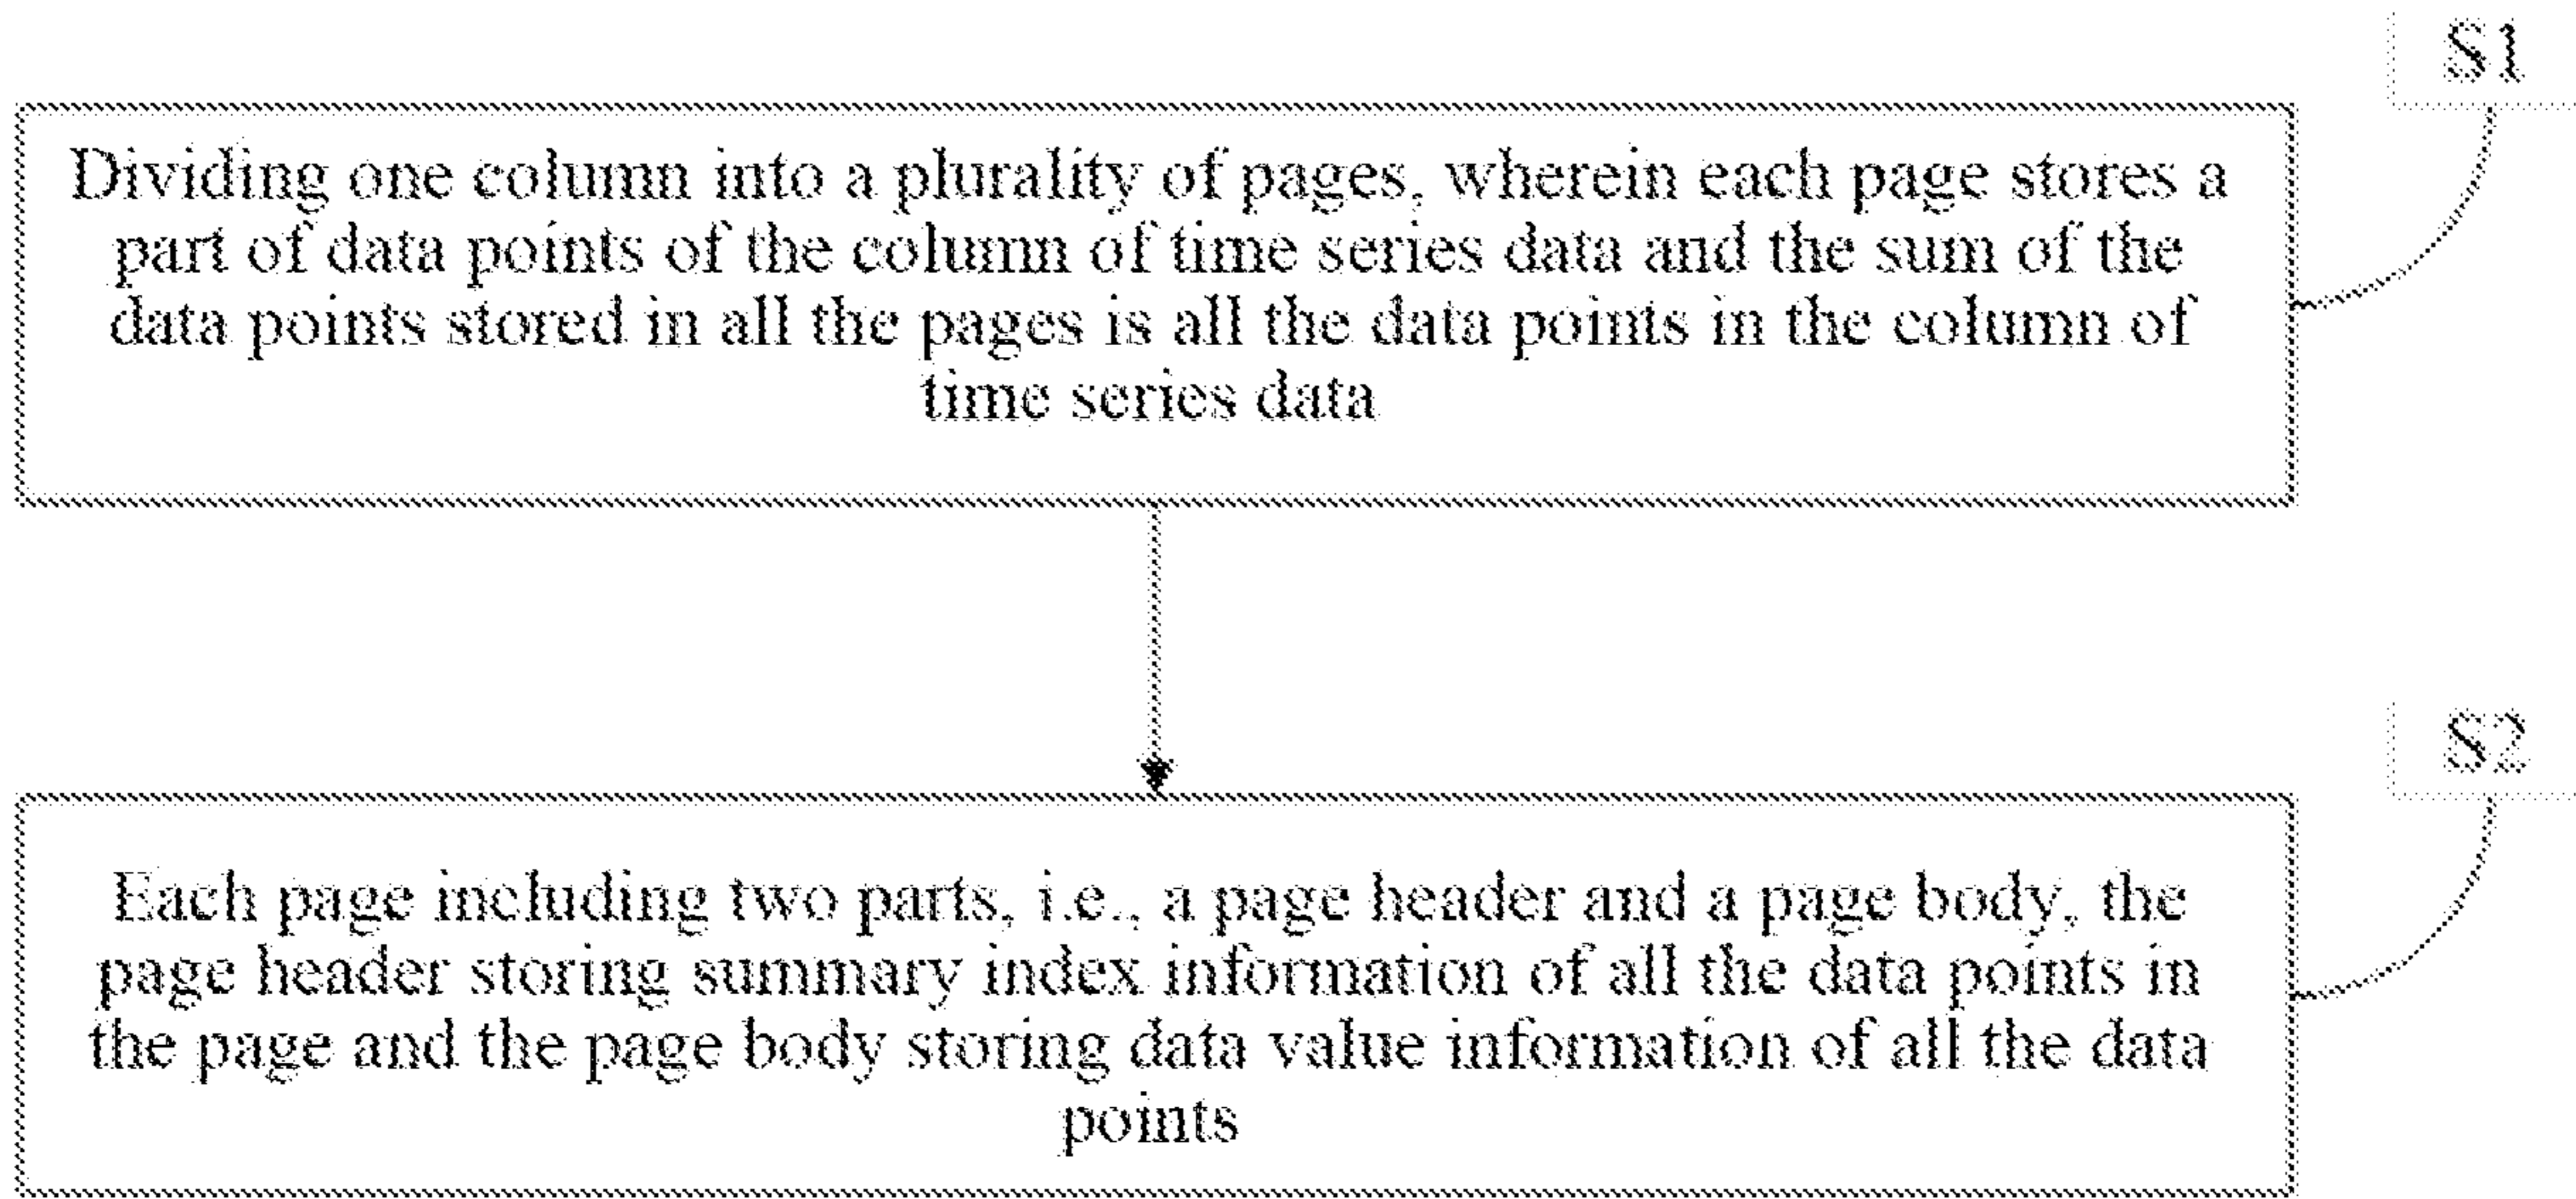 S1
Dividing one column into a plurality of pages, wherein each page stores a
part of data points of the column of time series data and the sum of the
data points stored in all the pages is all the data points in the column of
time series data
S2
Each page including two parts, i.e., a page header and a page body, the
page header storing summary index information of all the data points in
the page and the page body storing data value information of all the data
points